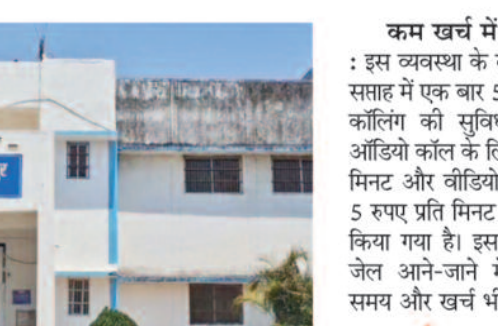 कम खर्च में
: इस व्यवस्था के
सप्ताह में एक बार
कॉलिंग की
ऑडियो कॉल के
मिनट और वीडियो
5 रुपए प्रति मिनट
किया गया है। इस
जेल आने-जाने
समय और खर्च